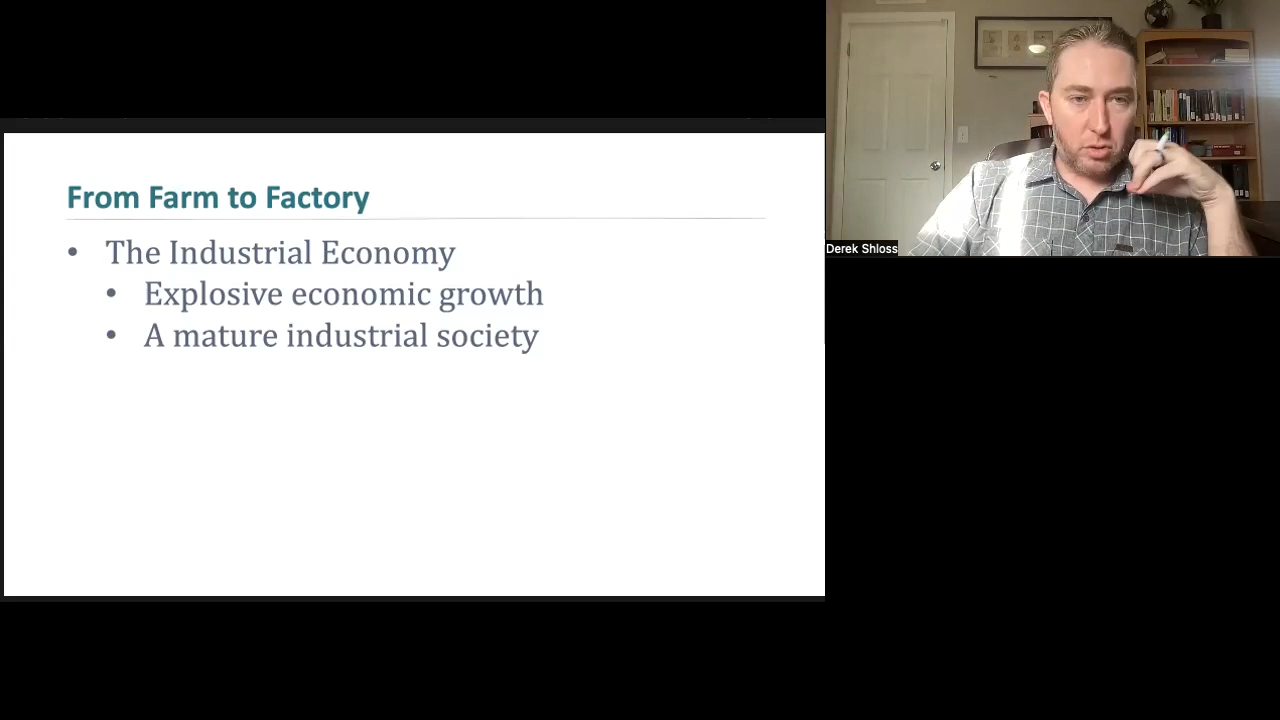 From Farm to Factory
• The Industrial Economy
• Explosive economic growth
• A mature industrial society
Derek Shloss